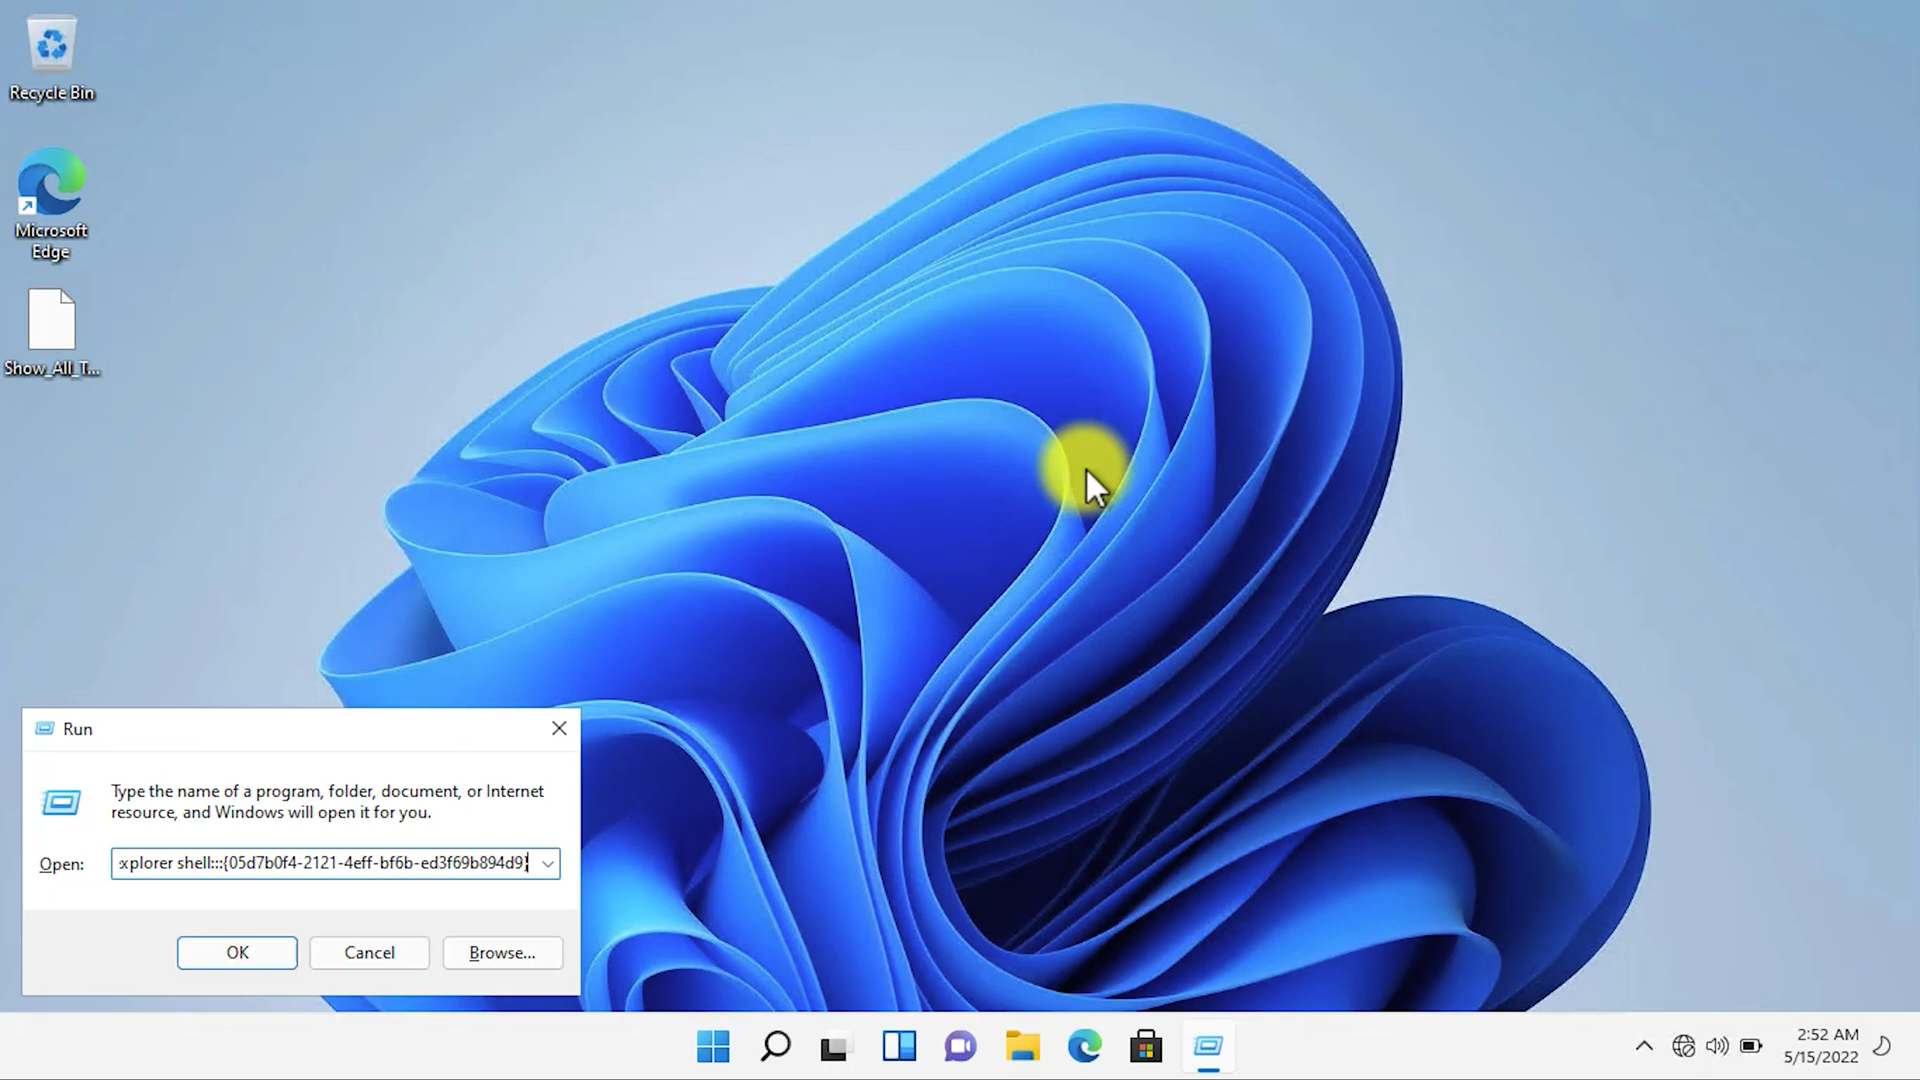 Recycle Bin
Microsoft
Edge
Show_All_T...
Run
Type the name of a program, folder, document, or Internet
resource, and Windows will open it for you.
Open: xplorer shell:::{05d7b0f4-2121-4eff-bf6b-ed3f69b894d9}
OK Cancel Browse...
2:52 AM
5/15/2022